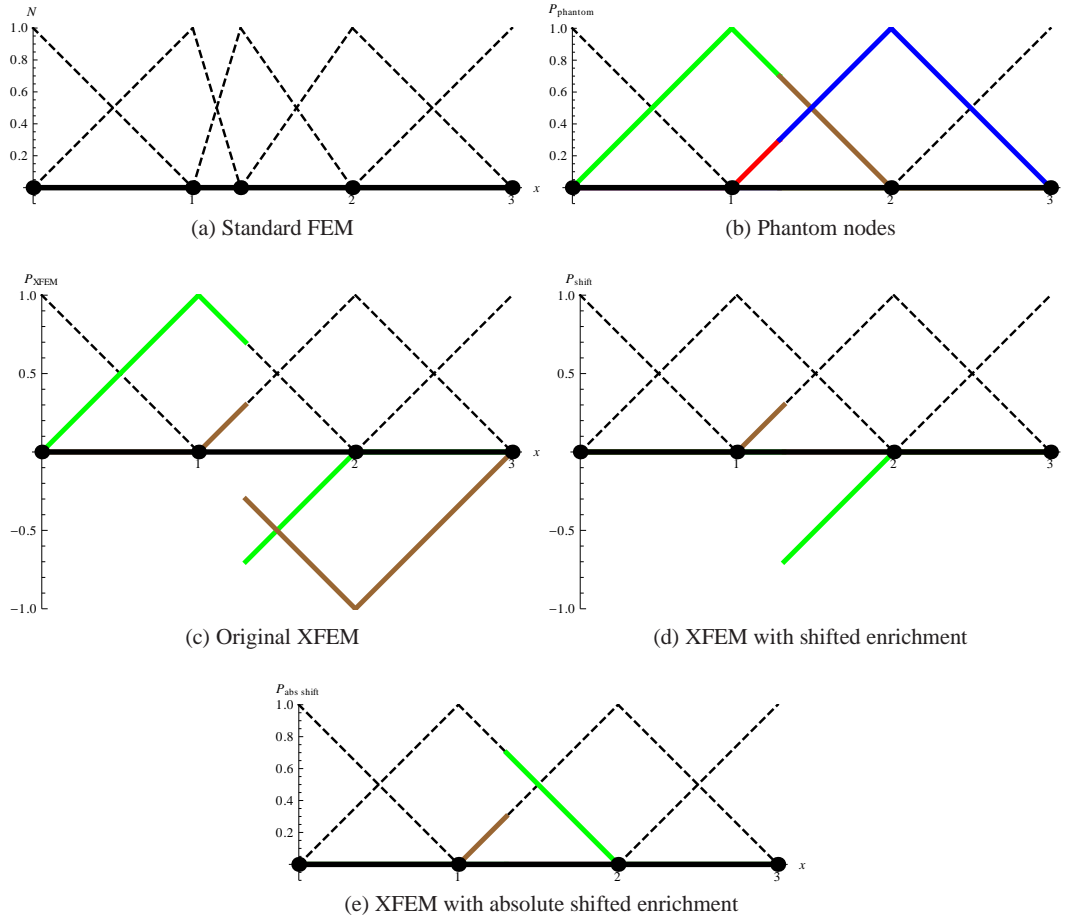 N
1.0
0.8
0.6
0.4
0.2
1
2
3
x
(a) Standard FEM
P phantom
1.0
0.8
0.6
0.4
0.2
1
2
3
x
(b) Phantom nodes
P XFEM
1.0
0.5
−0.5
−1.0
1
2
3
x
(c) Original XFEM
P shift
1.0
0.5
−0.5
−1.0
1
2
3
x
(d) XFEM with shifted enrichment
P abs shift
1.0
0.8
0.6
0.4
0.2
1
2
3
x
(e) XFEM with absolute shifted enrichment